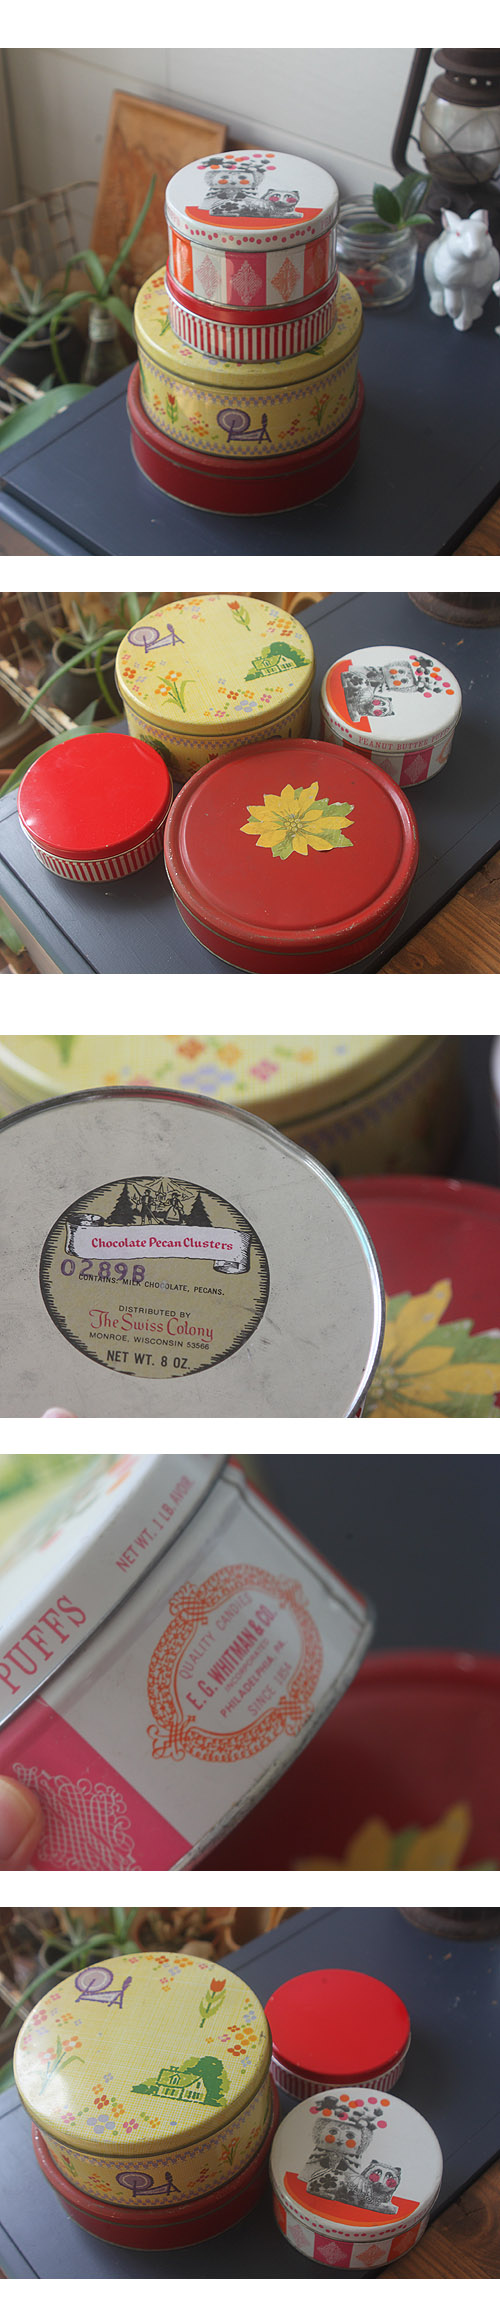 PEANUT BUTTER
Chocolate Pecan Clusters
0289B
CONTAINS: MILK CHOCOLATE, PECANS.
DISTRIBUTED BY
The Swiss Colony
MONROE, WISCONSIN 53566
NET WT. 8 OZ.
PUFFS
NET WT. 1 LB. AVOIR.
QUALITY CANDIES
E. G. WHITMAN & CO.
INCORPORATED
PHILADELPHIA, PA.
SINCE 1854